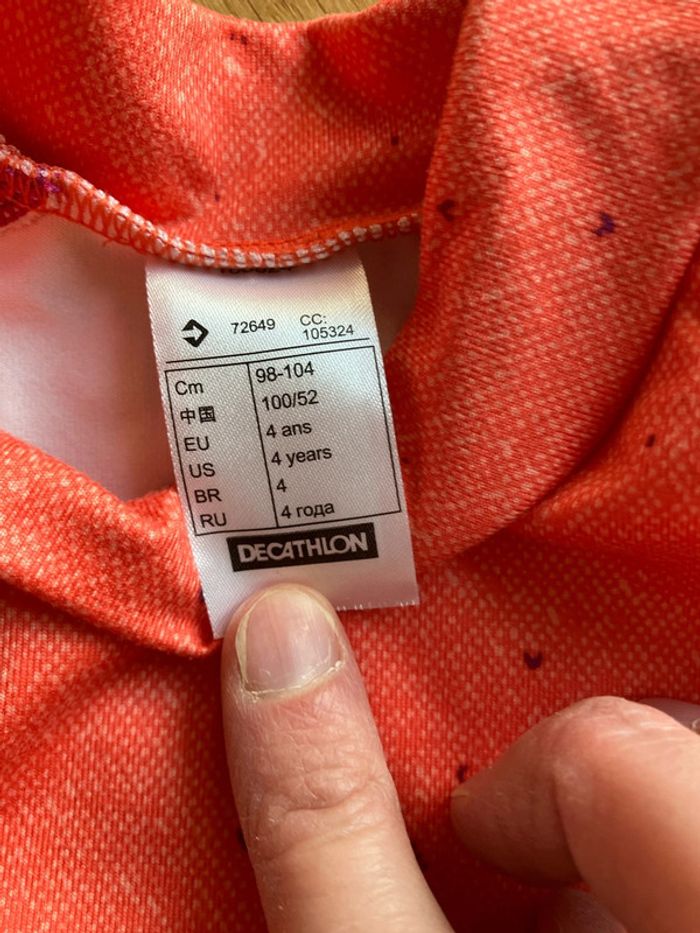 72649 CC:
105324
Cm 98-104
中国 100/52
EU 4 ans
US 4 years
BR 4
RU 4 года
DECATHLON